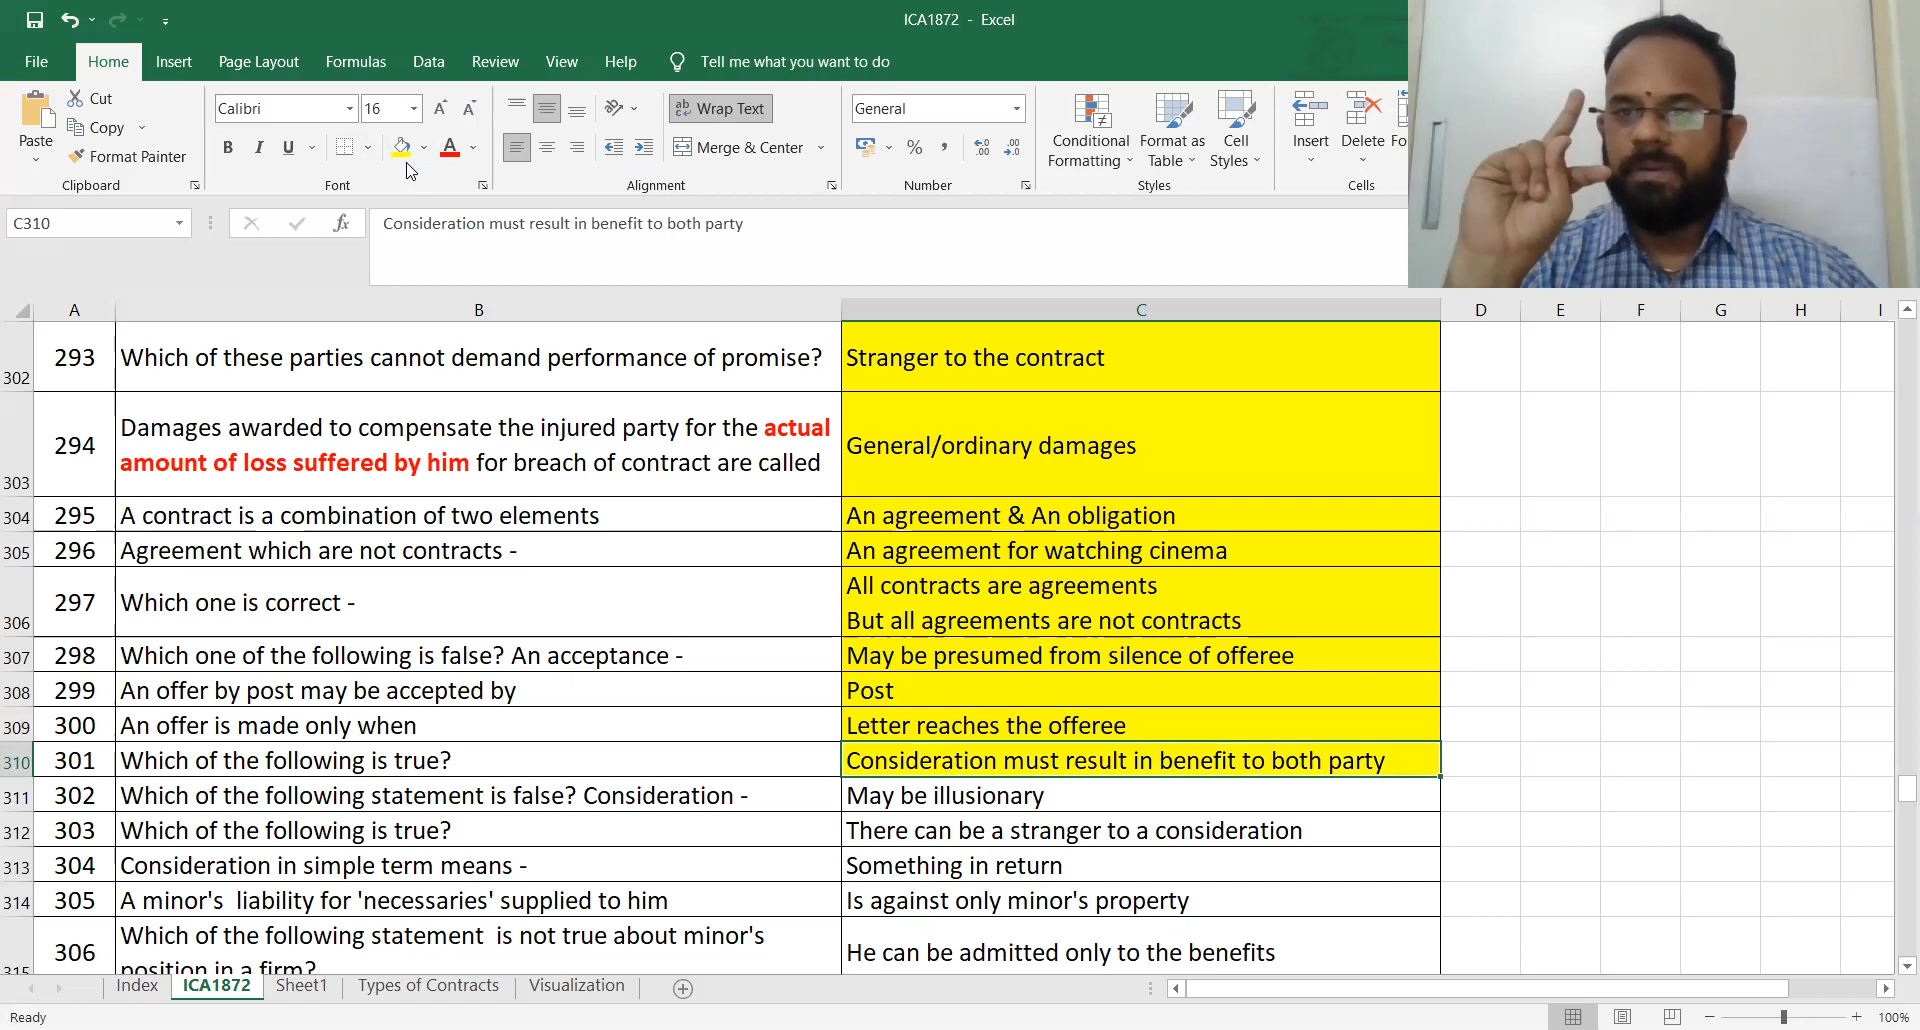 ICA1872 - Excel
File Home Insert Page Layout Formulas Data Review View Help Tell me what you want to do
Paste
Cut
Copy
Format Painter
Clipboard
Calibri 16
B I U
Font
ab Wrap Text
Merge & Center
Alignment
General
Number
Conditional Formatting
Format as Table
Cell Styles
Styles
Insert Delete Fo
Cells
C310 fx Consideration must result in benefit to both party
A B C D E F G H I
302 293 Which of these parties cannot demand performance of promise? Stranger to the contract
303 294 Damages awarded to compensate the injured party for the actual
amount of loss suffered by him for breach of contract are called General/ordinary damages
304 295 A contract is a combination of two elements An agreement & An obligation
305 296 Agreement which are not contracts - An agreement for watching cinema
306 297 Which one is correct - All contracts are agreements
But all agreements are not contracts
307 298 Which one of the following is false? An acceptance - May be presumed from silence of offeree
308 299 An offer by post may be accepted by Post
309 300 An offer is made only when Letter reaches the offeree
310 301 Which of the following is true? Consideration must result in benefit to both party
311 302 Which of the following statement is false? Consideration - May be illusionary
312 303 Which of the following is true? There can be a stranger to a consideration
313 304 Consideration in simple term means - Something in return
314 305 A minor's liability for 'necessaries' supplied to him Is against only minor's property
315 306 Which of the following statement is not true about minor's
position in a firm? He can be admitted only to the benefits
Index ICA1872 Sheet1 Types of Contracts Visualization
Ready 100%